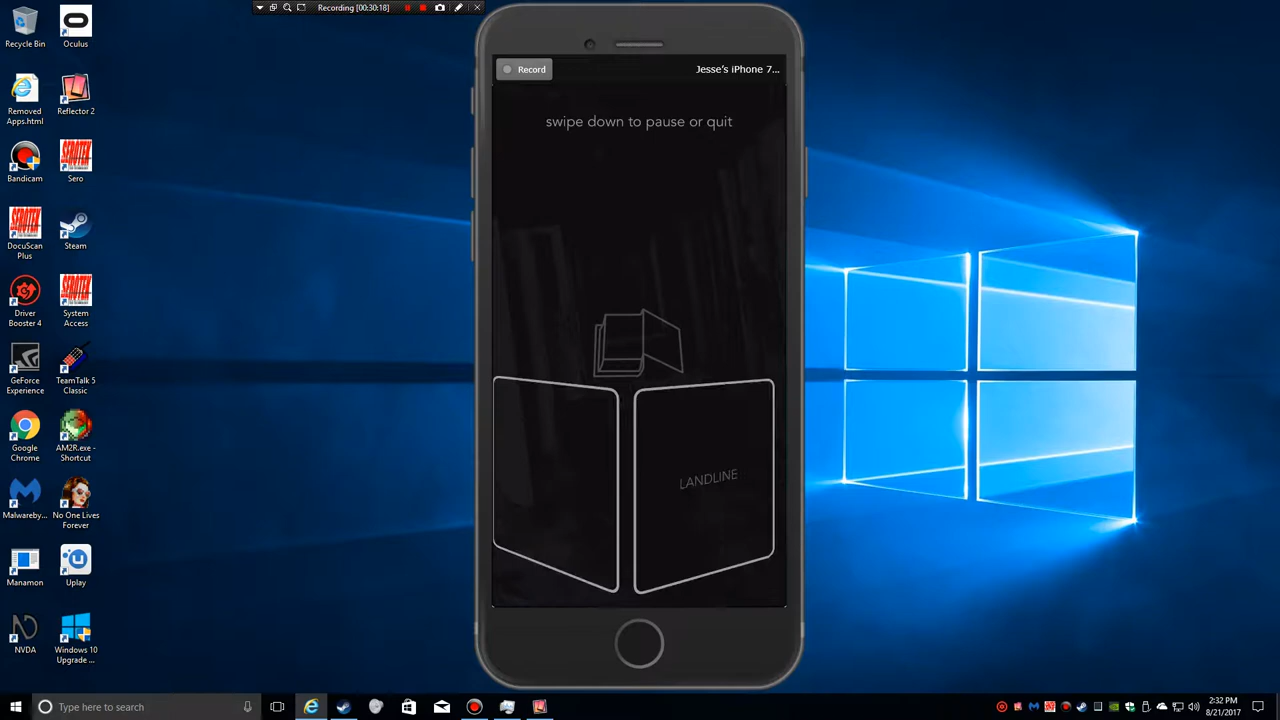 Recording [00:30:18]
Recycle Bin
Oculus
Removed Apps.html
Reflector 2
Bandicam
SEROTEK
Sero
SEROTEK
DocuScan Plus
Steam
Driver Booster 4
SEROTEK
System Access
GeForce Experience
TeamTalk 5 Classic
Google Chrome
AM2R.exe - Shortcut
Malwareby...
No One Lives Forever
Manamon
Uplay
NVDA
Windows 10 Upgrade ...
Record
Jesse's iPhone 7...
swipe down to pause or quit
LANDLINE
Type here to search
2:32 PM
8/21/2017